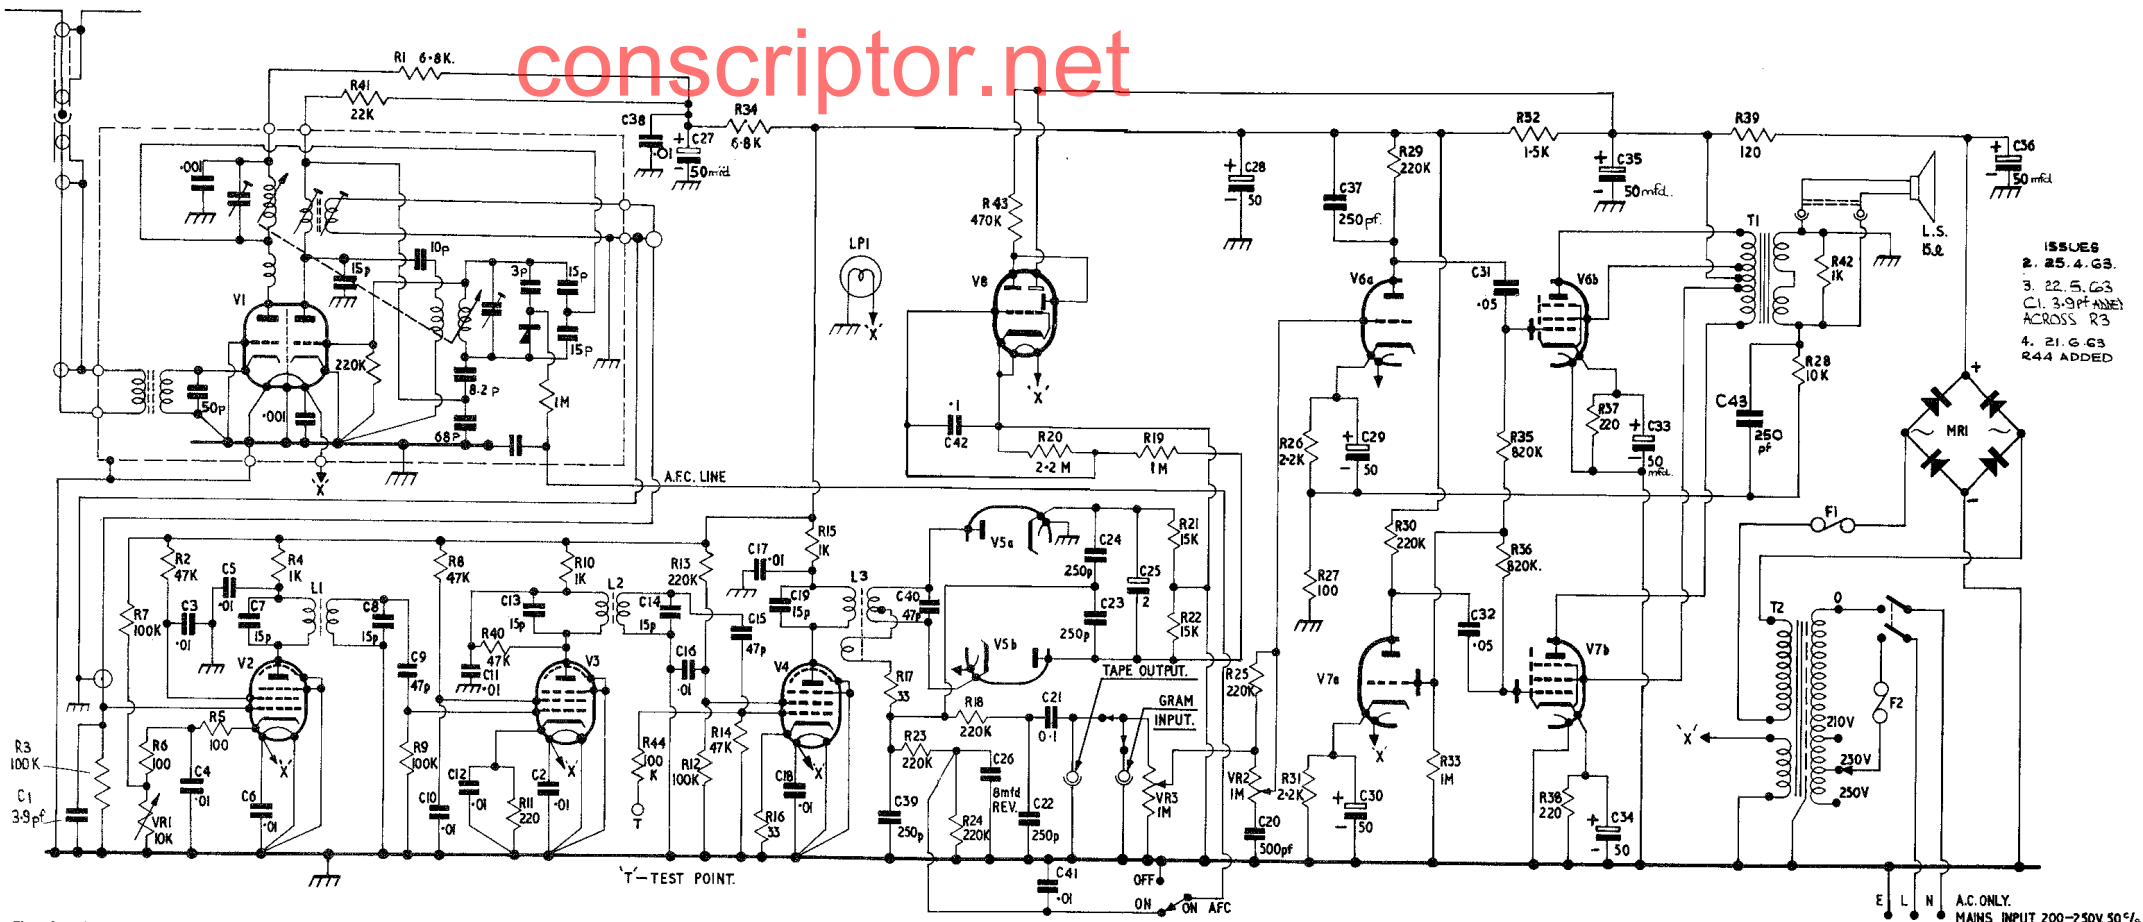 conscriptor.net
R1 6·8K.
R41
22K
C38
·01
C27
50mfd
R34
6·8K
·001
10p
15p
3p
15p
15p
V1
220K
50p
·001
8·2p
68p
1M
'X'
A.F.C. LINE
LP1
'X'
R43
470K
V8
'X'
·1
C42
R20
2·2 M
R19
1M
C28
50
C37
250pf.
R29
220K
R32
1·5K
C35
50mfd.
R39
120
C36
50mfd
V6a
C31
·05
V6b
T1
R42
1K
L.S.
15Ω
ISSUES
2. 25.4.63.
3. 22.5.63
C1. 3.9pf ADDED
ACROSS R3
4. 21.6.63
R44 ADDED
R26
2·2K
C29
50
R35
820K
R37
220
C33
50
mfd.
C43
250
pf
R28
10K
MR1
F1
R27
100
R30
220K
R36
820K.
C32
·05
V7a
V7b
'X'
R31
2·2K
C30
50
R33
1M
R38
220
C34
50
T2
0
210V
230V
250V
F2
'X'
R2
47K
R4
1K
C5
·01
L1
C7
15p
C8
15p
R7
100K
C3
·01
V2
R5
100
R6
100
C4
·01
C6
·01
'X'
VR1
10K
R3
100K
C1
3·9pf
C9
47p
R9
100K
C10
·01
R8
47K
R10
1K
C13
15p
L2
C14
15p
R40
47K
C11
·01
V3
C12
·01
R11
220
C2
·01
'X'
R13
220K
C15
47p
C16
·01
R44
100
K
T
R12
100K
R14
47K
R15
1K
C17
·01
C19
15p
L3
C40
47p
V4
C18
·01
'X'
R16
33
R17
33
V5a
V5b
C24
250p
C23
250p
C25
2
R21
15K
R22
15K
R18
220K
C21
0·1
TAPE OUTPUT.
GRAM
INPUT.
R23
220K
C39
250p
R24
220K
C26
8mfd
REV.
C22
250p
VR3
1M
R25
220K
VR2
1M
C20
500pf
C41
·01
OFF
ON
ON AFC
'T'—TEST POINT.
E L N
A.C. ONLY.
MAINS INPUT 200-250V. 50 c/s